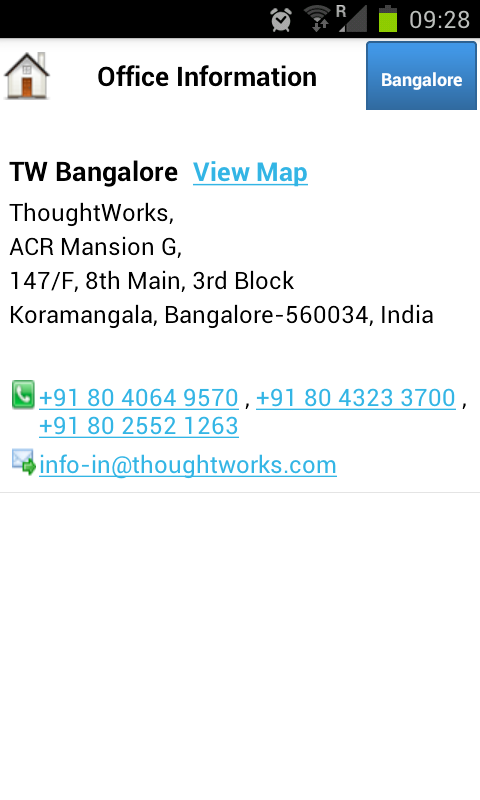 R 09:28
Office Information Bangalore
TW Bangalore View Map
ThoughtWorks,
ACR Mansion G,
147/F, 8th Main, 3rd Block
Koramangala, Bangalore-560034, India
+91 80 4064 9570 , +91 80 4323 3700 ,
+91 80 2552 1263
info-in@thoughtworks.com